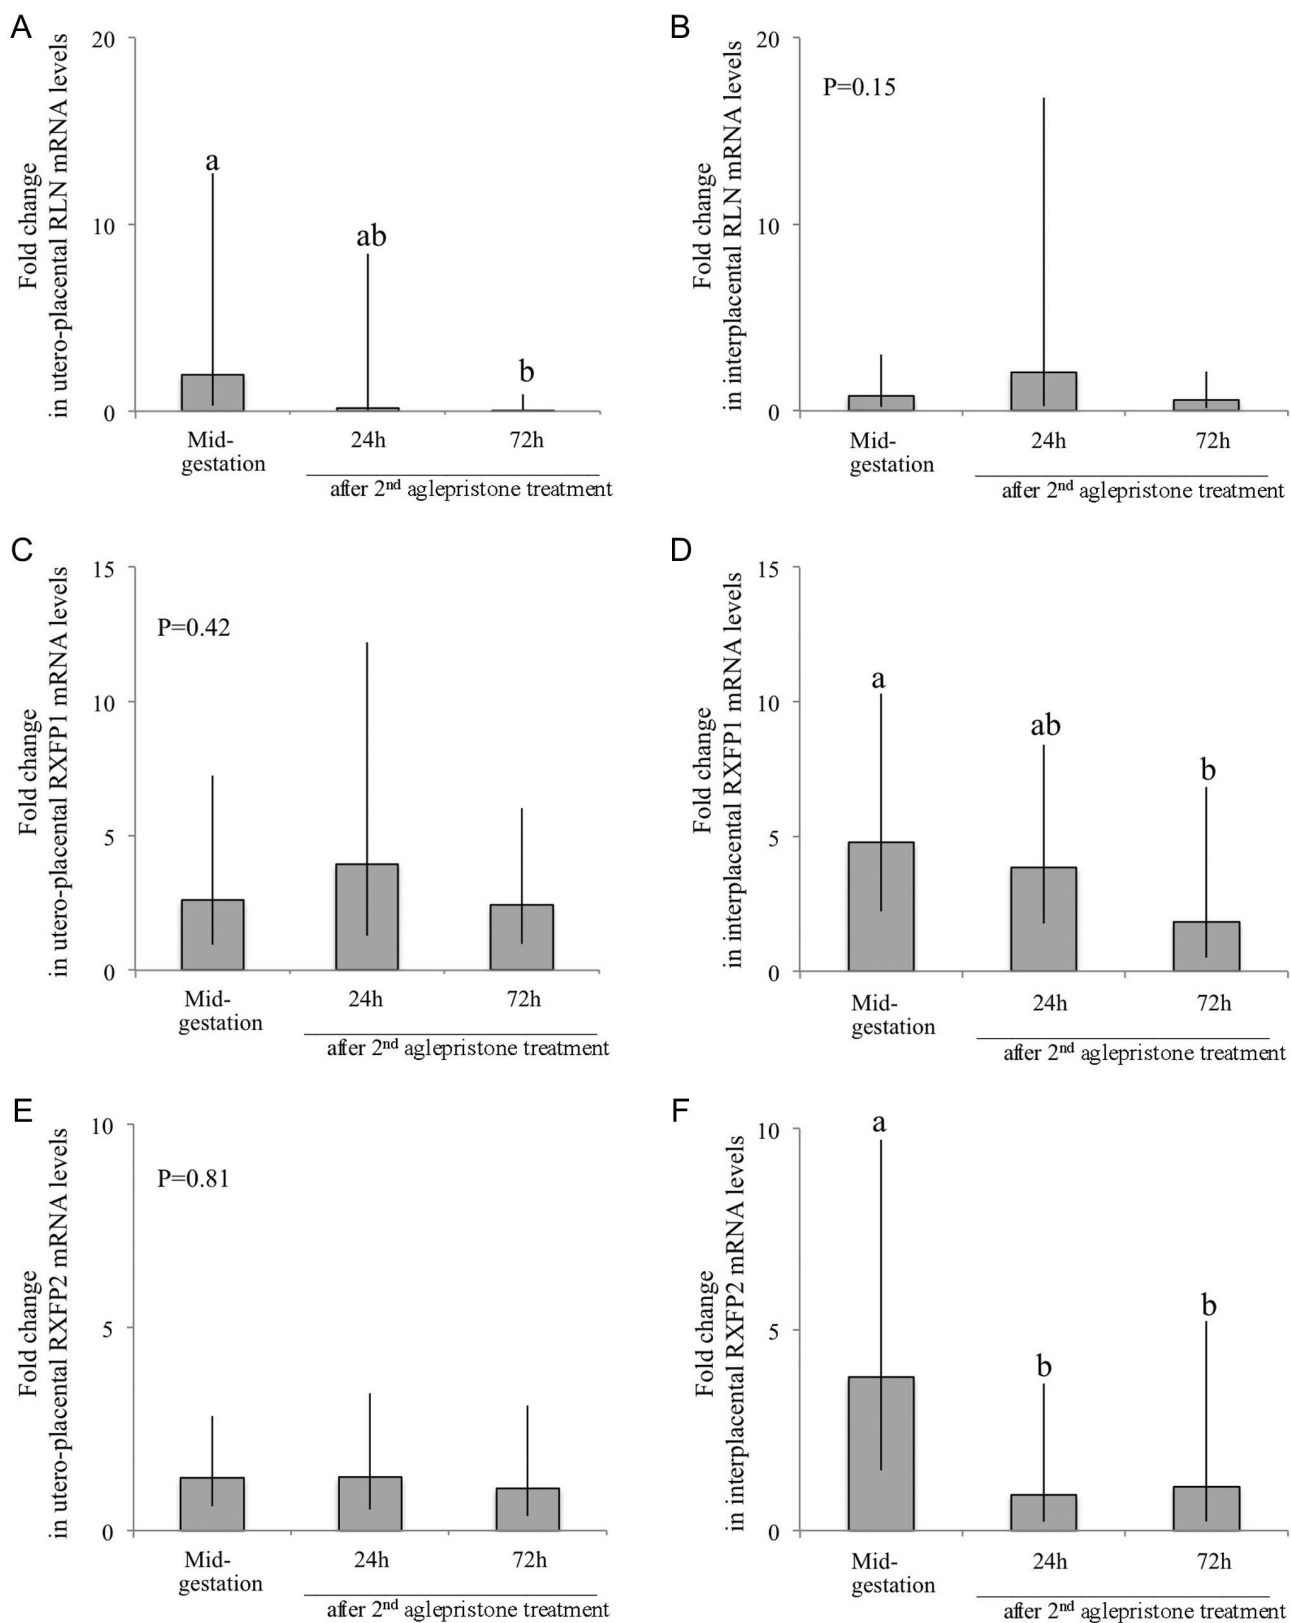 A
Fold change
in utero-placental RLN mRNA levels
20
10
0
a
ab
b
Mid-
gestation
24h
72h
after 2nd aglepristone treatment
B
Fold change
in interplacental RLN mRNA levels
20
10
0
P=0.15
Mid-
gestation
24h
72h
after 2nd aglepristone treatment
C
Fold change
in utero-placental RXFP1 mRNA levels
15
10
5
0
P=0.42
Mid-
gestation
24h
72h
after 2nd aglepristone treatment
D
Fold change
in interplacental RXFP1 mRNA levels
15
10
5
0
a
ab
b
Mid-
gestation
24h
72h
after 2nd aglepristone treatment
E
Fold change
in utero-placental RXFP2 mRNA levels
10
5
0
P=0.81
Mid-
gestation
24h
72h
after 2nd aglepristone treatment
F
Fold change
in interplacental RXFP2 mRNA levels
10
5
0
a
b
b
Mid-
gestation
24h
72h
after 2nd aglepristone treatment